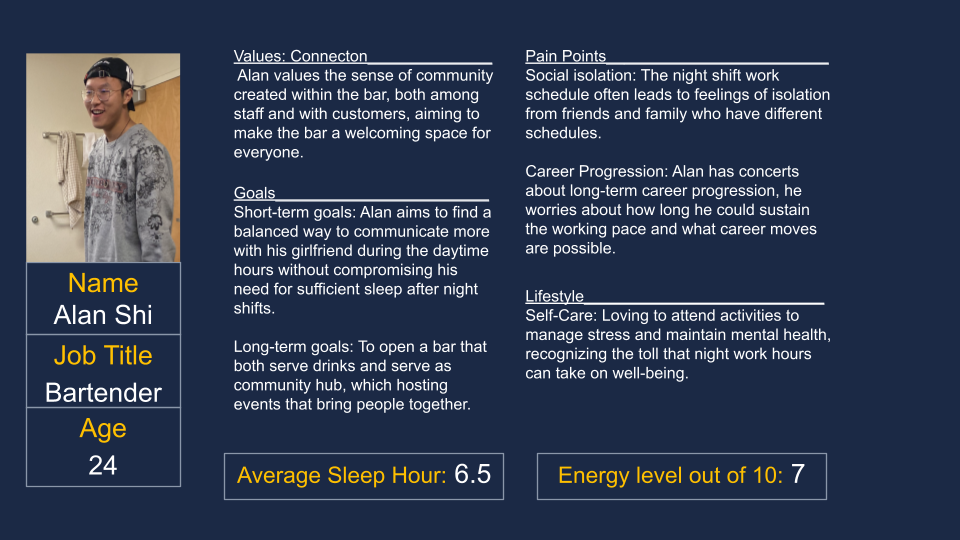 Name
Alan Shi
Job Title
Bartender
Age
24
Values: Connecton
Alan values the sense of community
created within the bar, both among
staff and with customers, aiming to
make the bar a welcoming space for
everyone.
Goals
Short-term goals: Alan aims to find a
balanced way to communicate more
with his girlfriend during the daytime
hours without compromising his
need for sufficient sleep after night
shifts.
Long-term goals: To open a bar that
both serve drinks and serve as
community hub, which hosting
events that bring people together.
Pain Points
Social isolation: The night shift work
schedule often leads to feelings of isolation
from friends and family who have different
schedules.
Career Progression: Alan has concerts
about long-term career progression, he
worries about how long he could sustain
the working pace and what career moves
are possible.
Lifestyle
Self-Care: Loving to attend activities to
manage stress and maintain mental health,
recognizing the toll that night work hours
can take on well-being.
Average Sleep Hour: 6.5
Energy level out of 10: 7